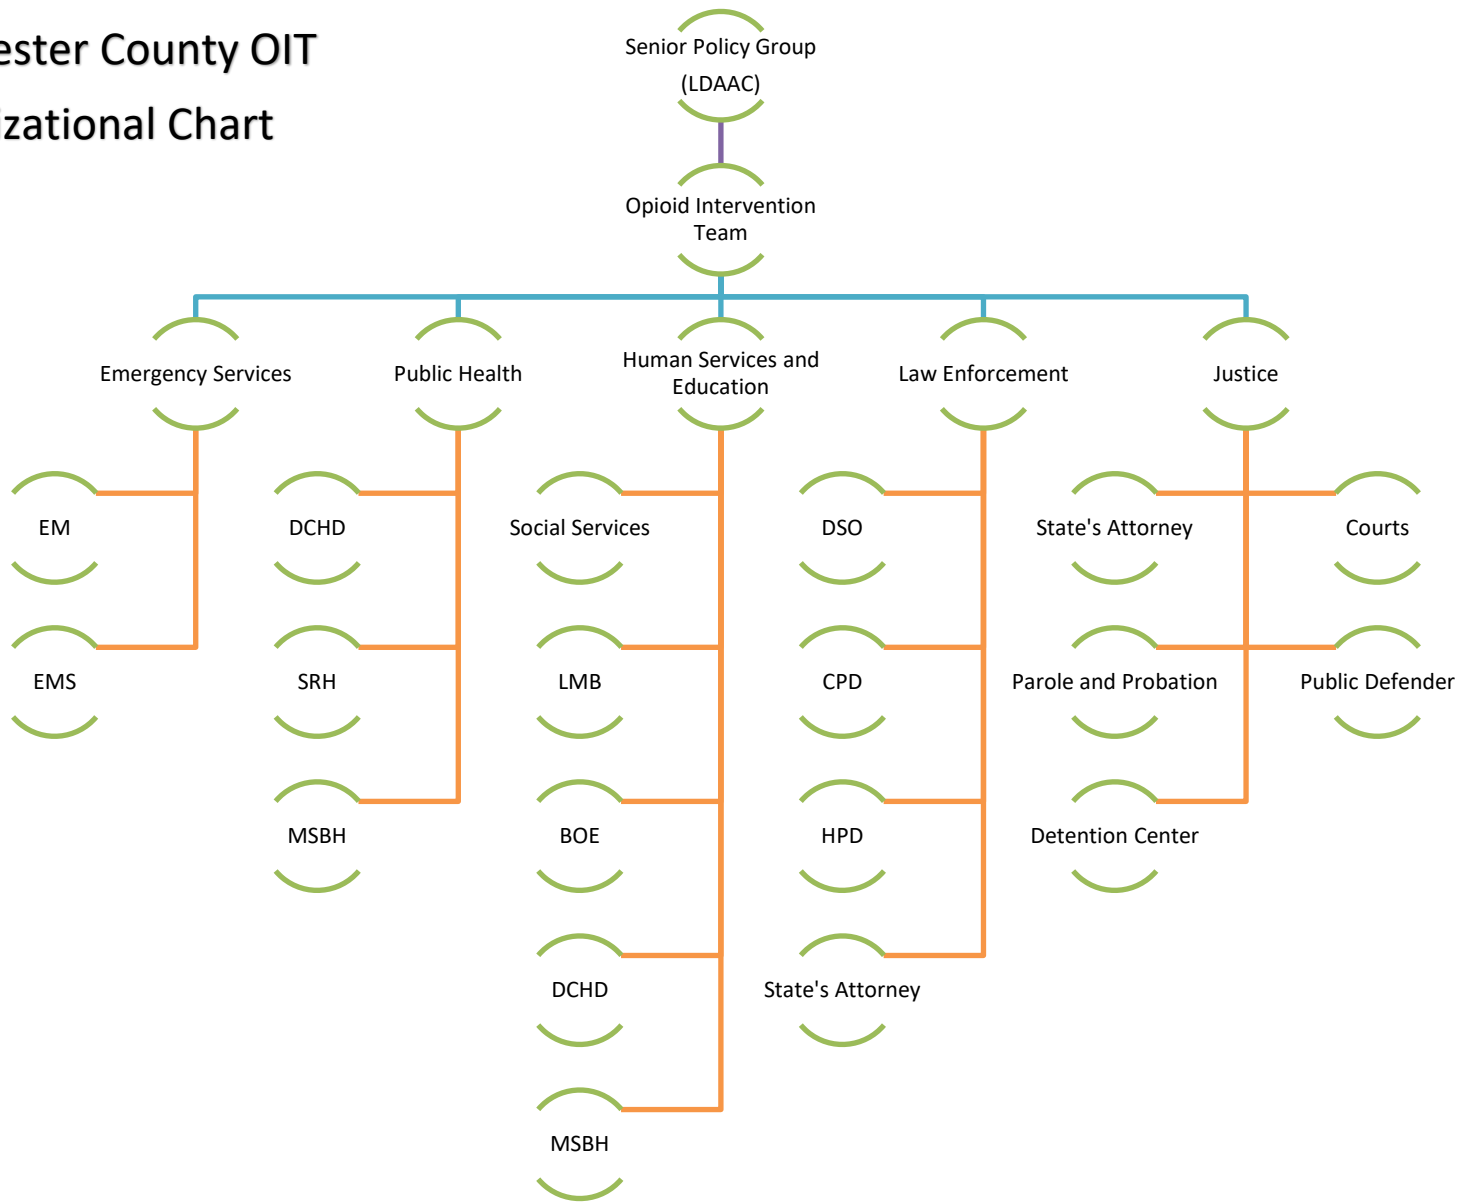 ester County OIT
izational Chart
Senior Policy Group
(LDAAC)
Opioid Intervention
Team
Emergency Services
Public Health
Human Services and
Education
Law Enforcement
Justice
EM
DCHD
Social Services
DSO
State's Attorney
Courts
EMS
SRH
LMB
CPD
Parole and Probation
Public Defender
MSBH
BOE
HPD
Detention Center
DCHD
State's Attorney
MSBH